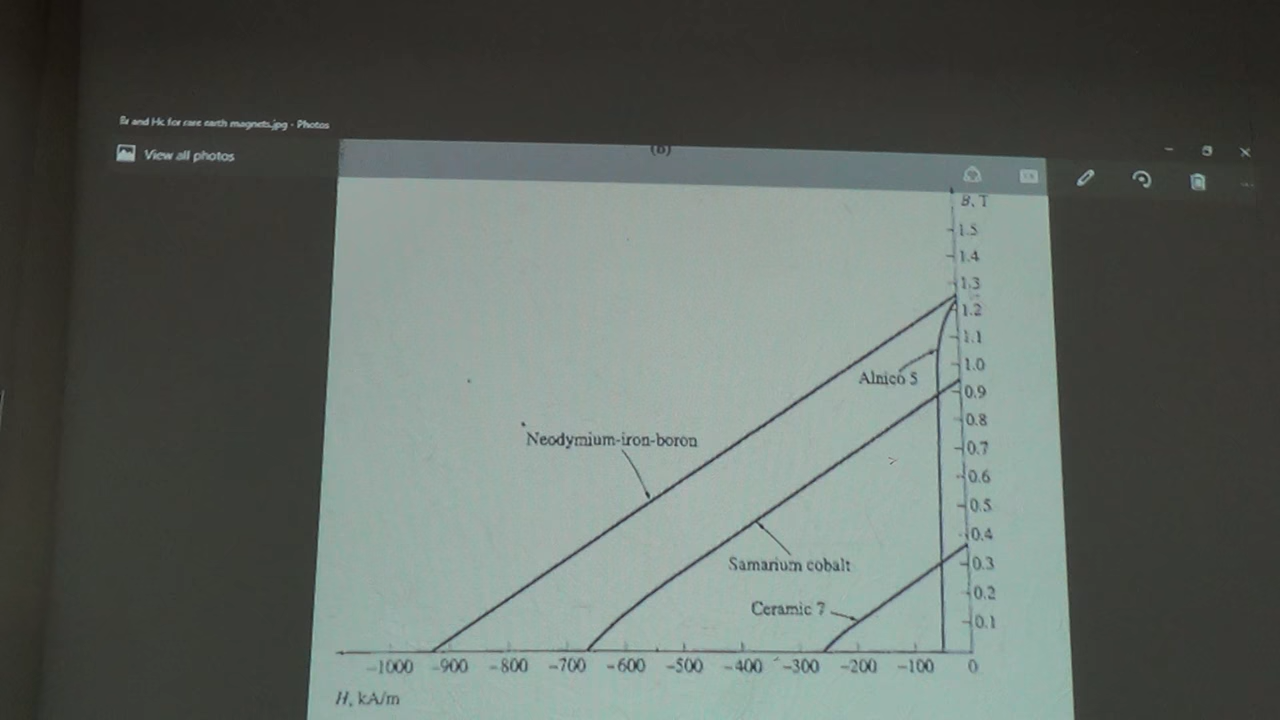 Br and Hc for rare earth magnets.jpg - Photos
View all photos
(b)
B, T
1.5
1.4
1.3
1.2
1.1
1.0
Alnico 5
0.9
0.8
Neodymium-iron-boron
0.7
0.6
0.5
0.4
Samarium cobalt
0.3
0.2
Ceramic 7
0.1
-1000 -900 -800 -700 -600 -500 -400 -300 -200 -100 0
H, kA/m